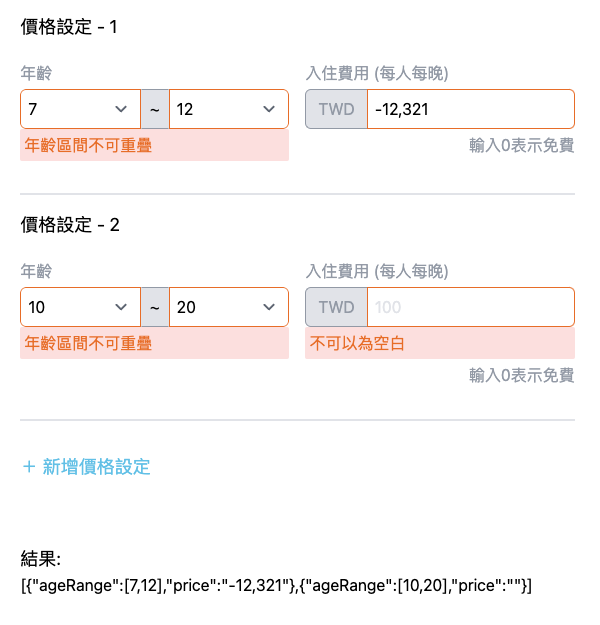 價格設定 - 1
年齡 入住費用 (每人每晚)
7 ~ 12 TWD -12,321
年齡區間不可重疊 輸入0表示免費
價格設定 - 2
年齡 入住費用 (每人每晚)
10 ~ 20 TWD 100
年齡區間不可重疊 不可以為空白
輸入0表示免費
+ 新增價格設定
結果:
[{"ageRange":[7,12],"price":"-12,321"},{"ageRange":[10,20],"price":""}]